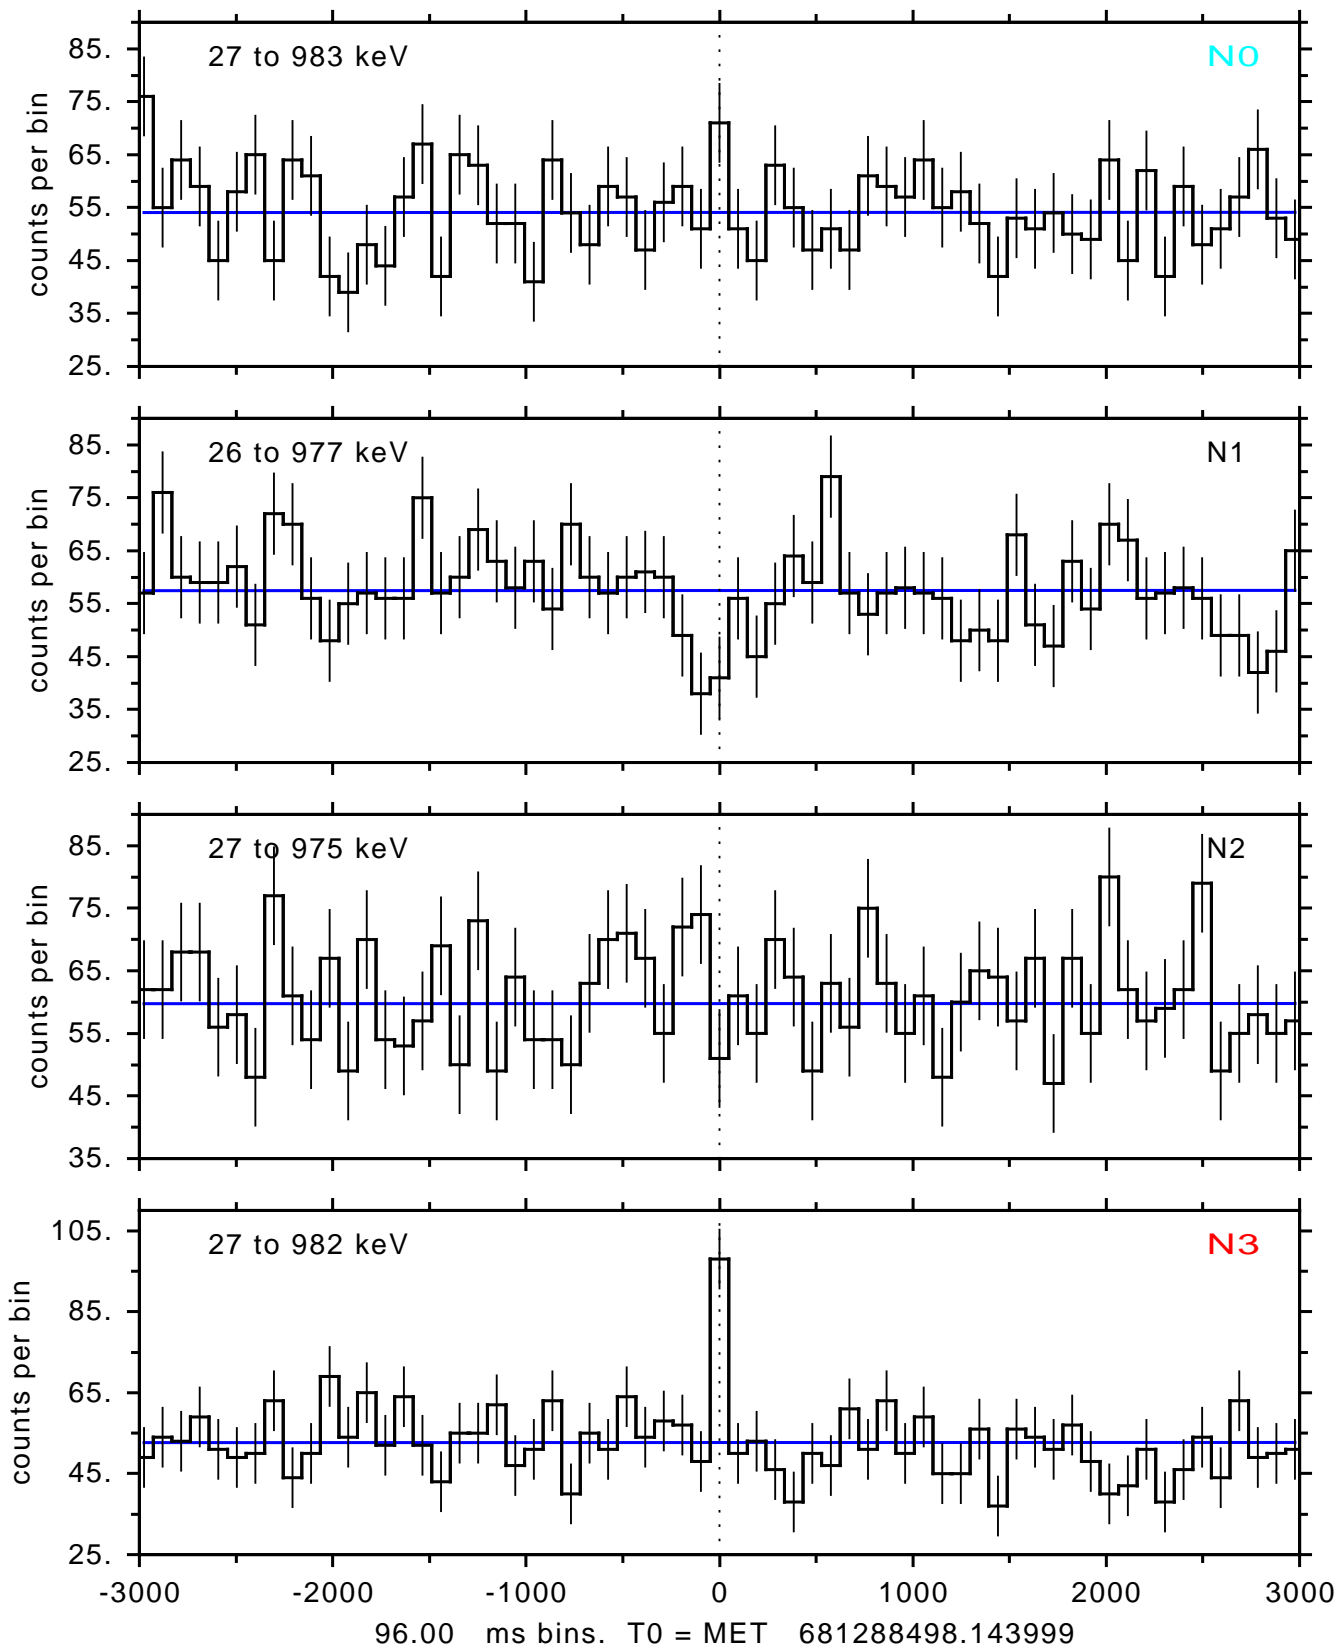 27 to 983 keV N0
85.
75.
65.
55.
45.
35.
25.
counts per bin
26 to 977 keV N1
85.
75.
65.
55.
45.
35.
25.
counts per bin
27 to 975 keV N2
85.
75.
65.
55.
45.
35.
counts per bin
27 to 982 keV N3
105.
85.
65.
45.
25.
counts per bin
-3000 -2000 -1000 0 1000 2000 3000
96.00 ms bins. T0 = MET 681288498.143999